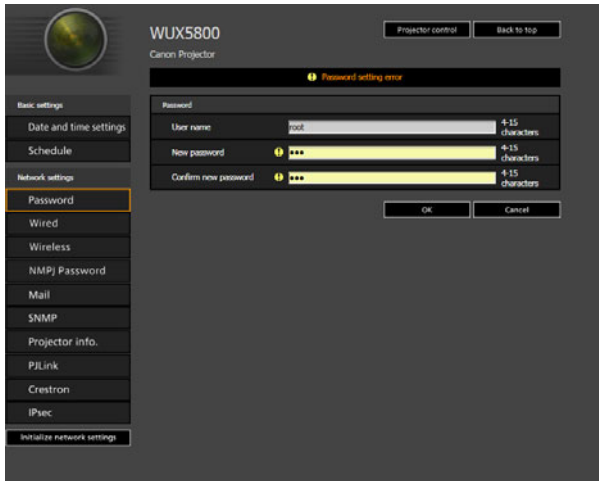 WUX5800
Projector control
Back to top
Canon Projector
Password setting error
Basic settings
Date and time settings
Schedule
Network settings
Password
Wired
Wireless
NMPJ Password
Mail
SNMP
Projector info.
PJLink
Crestron
IPsec
Initialize network settings
Password
User name
root
4-15
characters
New password
•••
4-15
characters
Confirm new password
•••
4-15
characters
OK
Cancel